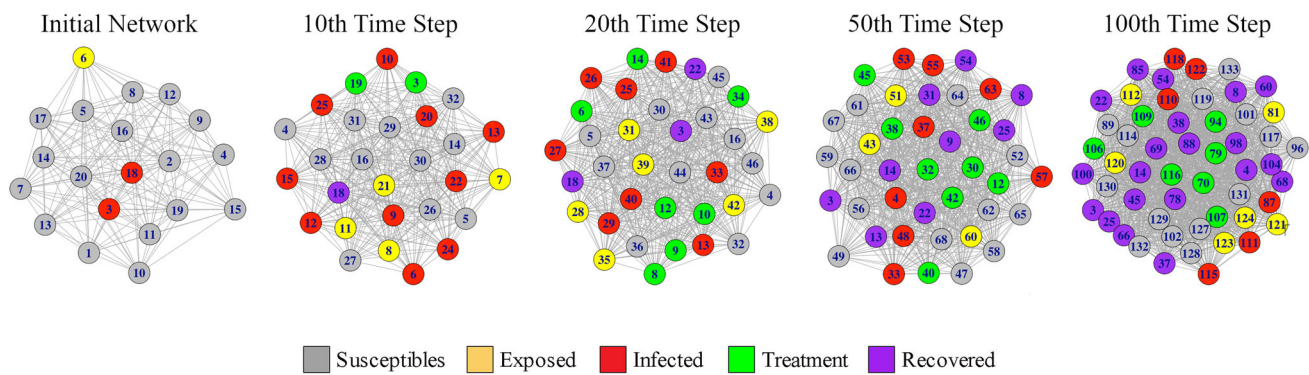 Initial Network 10th Time Step 20th Time Step 50th Time Step 100th Time Step
6
8 12
17 5 9
16
14 2 4
18
20
7
3 19 15
13
11
1
10
10
19 3
25 20 32
13
31 29
4 14
28 16 30
15 22 7
18 21
12 9 26 5
11
8 24
27
6
14 41 22
26 45
25 34
6 30 43 38
31 3
5 16
27
37 39 46
44 33
18 4
40
28 12 10 42
29
36 13 32
35 9
8
53 55 54
45 63 8
51 31 64
61
67 38 37 46 25
43 9
59 52
66 14 32 30 57
12
4 42
3 56 22 62 65
13 48 68 60
58
49
33 40 47
118
85 122 133
54
112 110 119 8 60
22
109 101 81
89 38 94
114 88 98 117
106 69 79 96
120
100 14 116 4 104
70 68
130
45 78 131 87
3
25 129 107 124 121
66 102 127 123 111
132 128
37
115
Susceptibles Exposed Infected Treatment Recovered